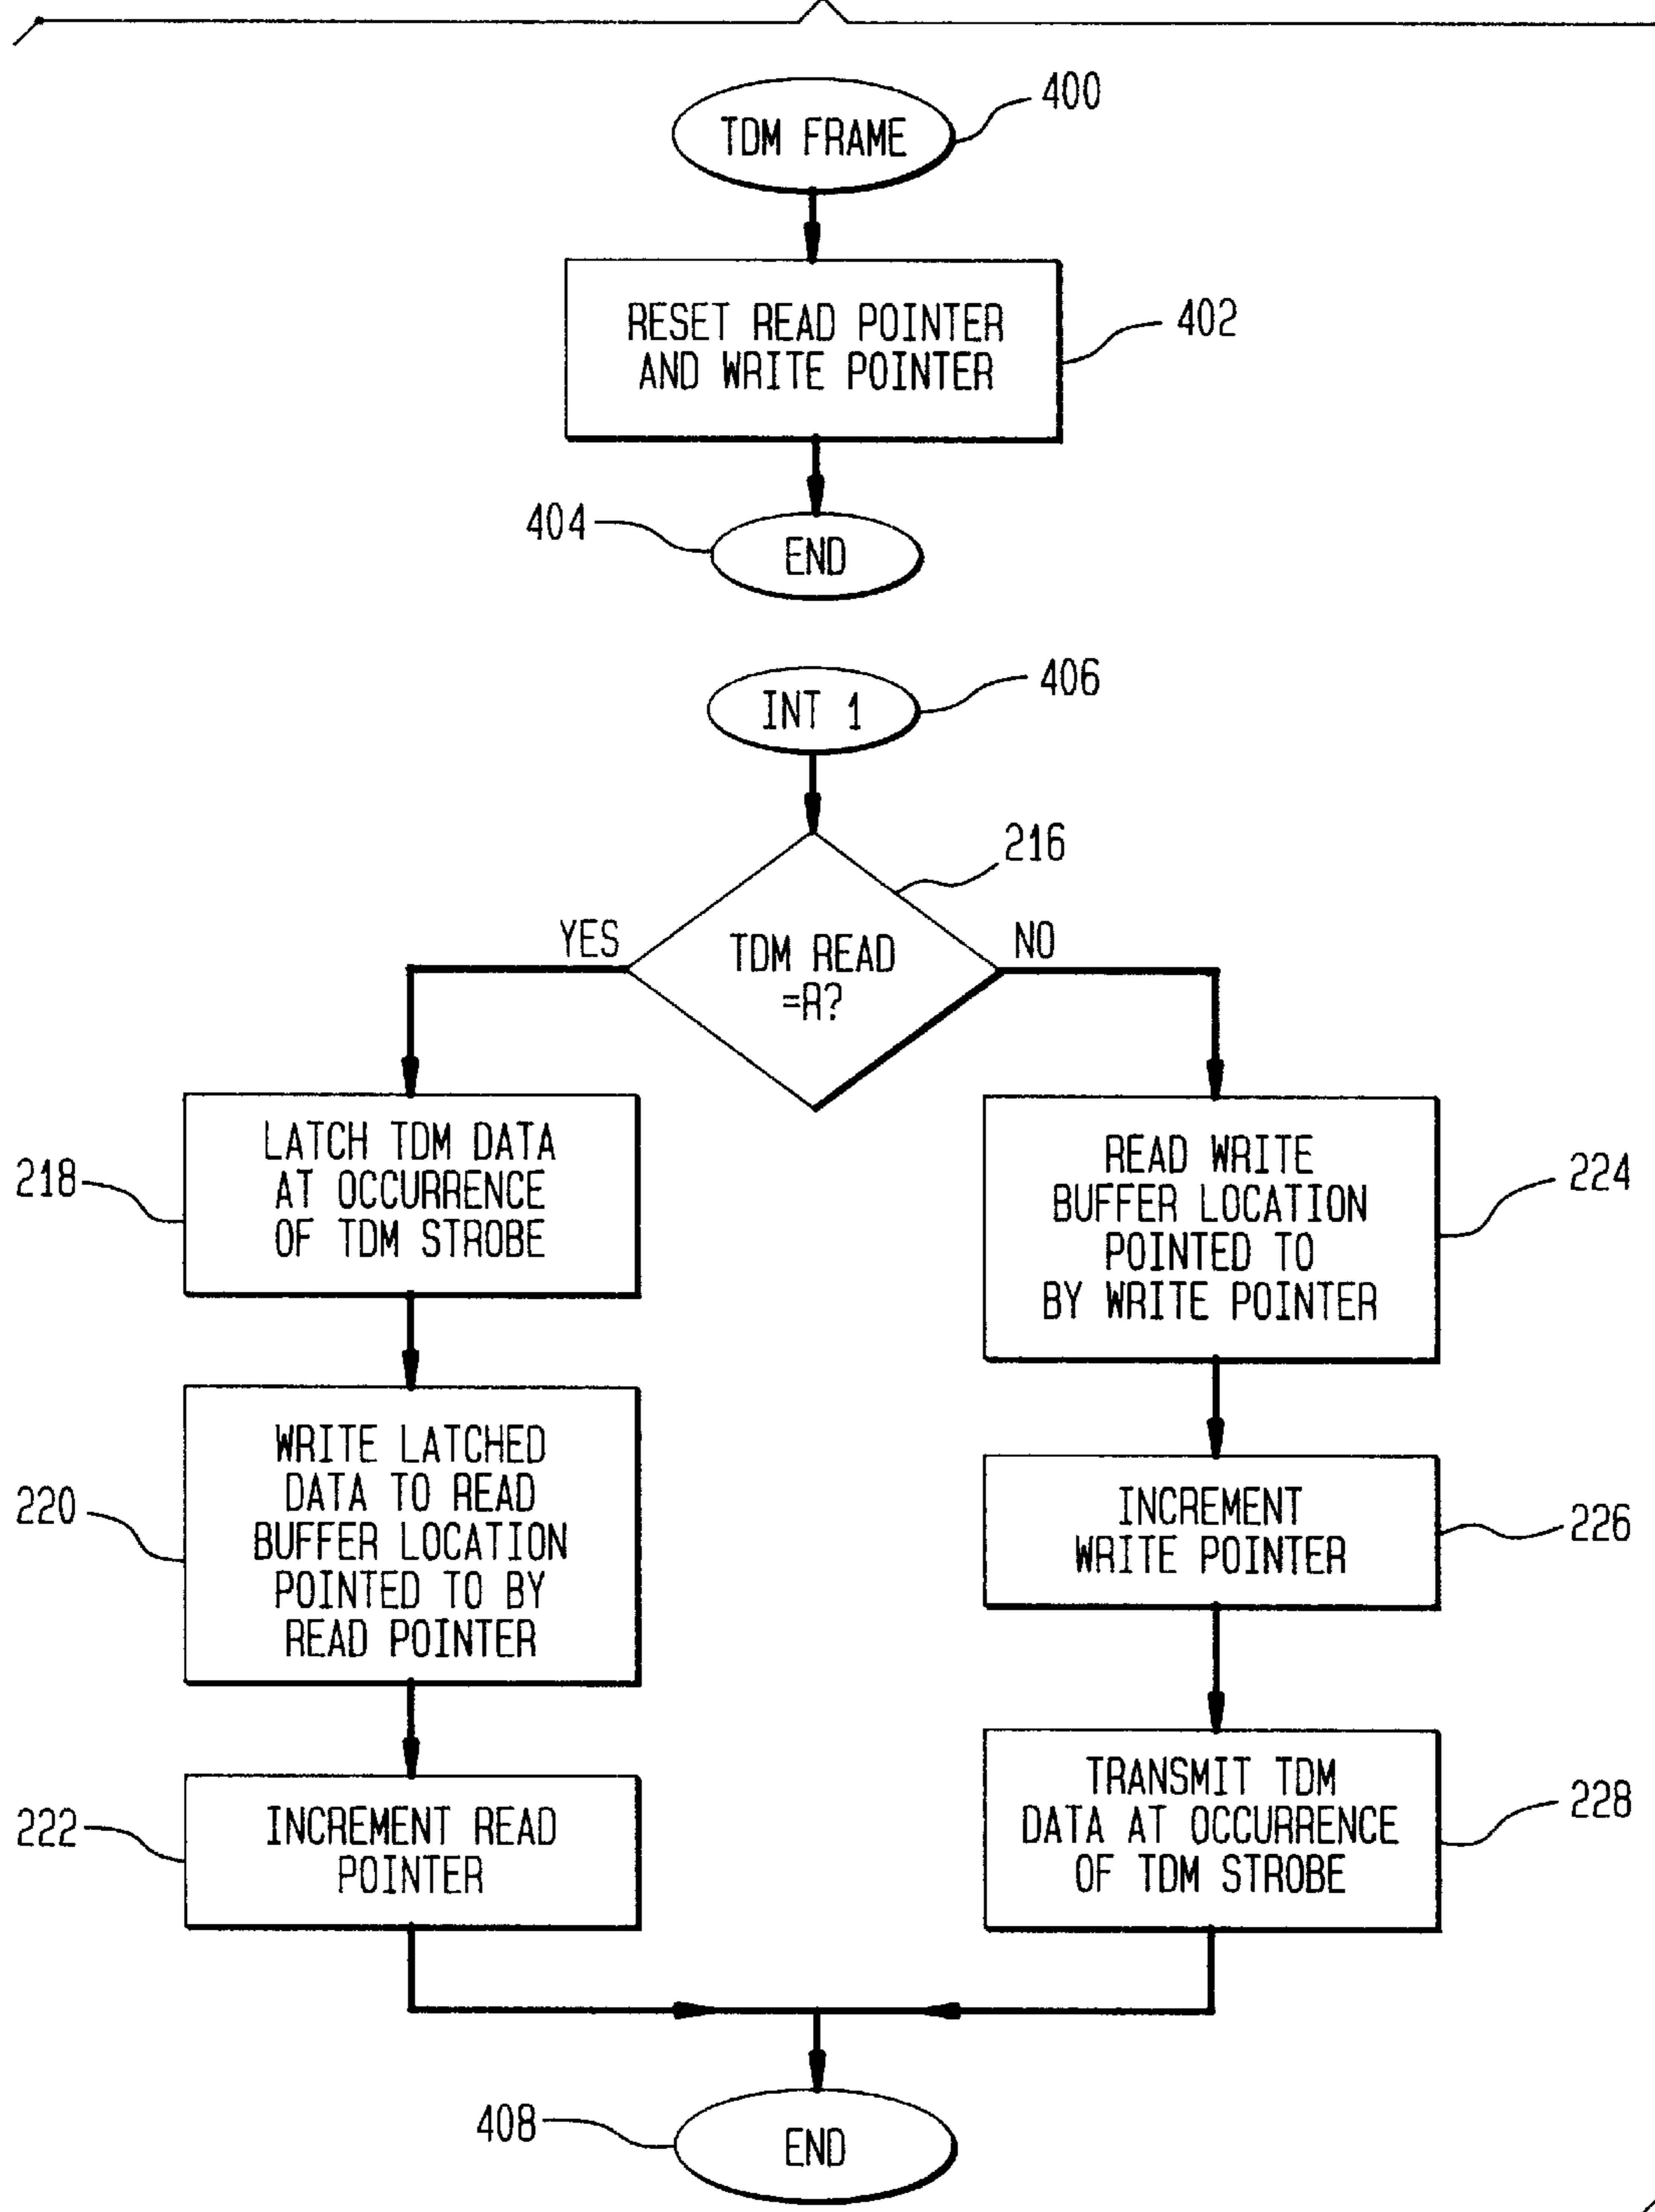 400
TDM FRAME
RESET READ POINTER
AND WRITE POINTER
402
404
END
INT 1
406
216
YES
TDM READ
=R?
NO
218
LATCH TDM DATA
AT OCCURRENCE
OF TDM STROBE
READ WRITE
BUFFER LOCATION
POINTED TO
BY WRITE POINTER
224
220
WRITE LATCHED
DATA TO READ
BUFFER LOCATION
POINTED TO BY
READ POINTER
INCREMENT
WRITE POINTER
226
222
INCREMENT READ
POINTER
TRANSMIT TDM
DATA AT OCCURRENCE
OF TDM STROBE
228
408
END